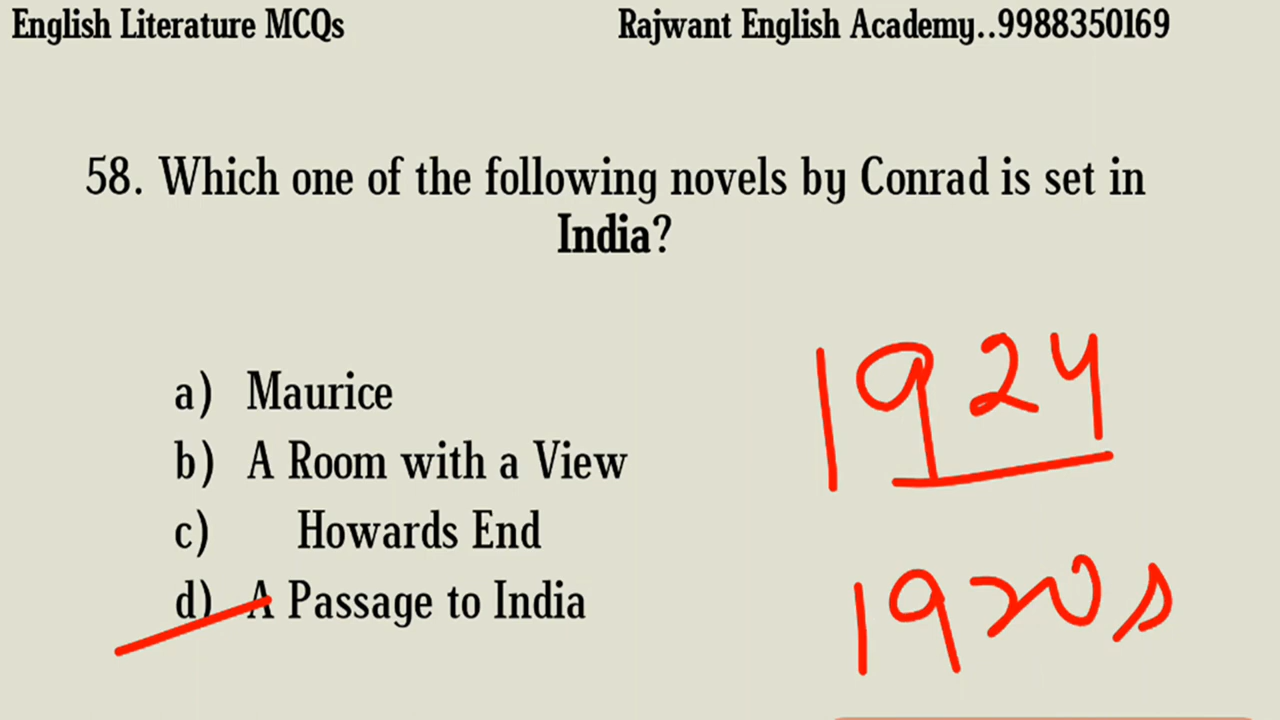 English Literature MCQs Rajwant English Academy..9988350169
58. Which one of the following novels by Conrad is set in
India?
a) Maurice
b) A Room with a View
c) Howards End
d) A Passage to India
1924
1920s